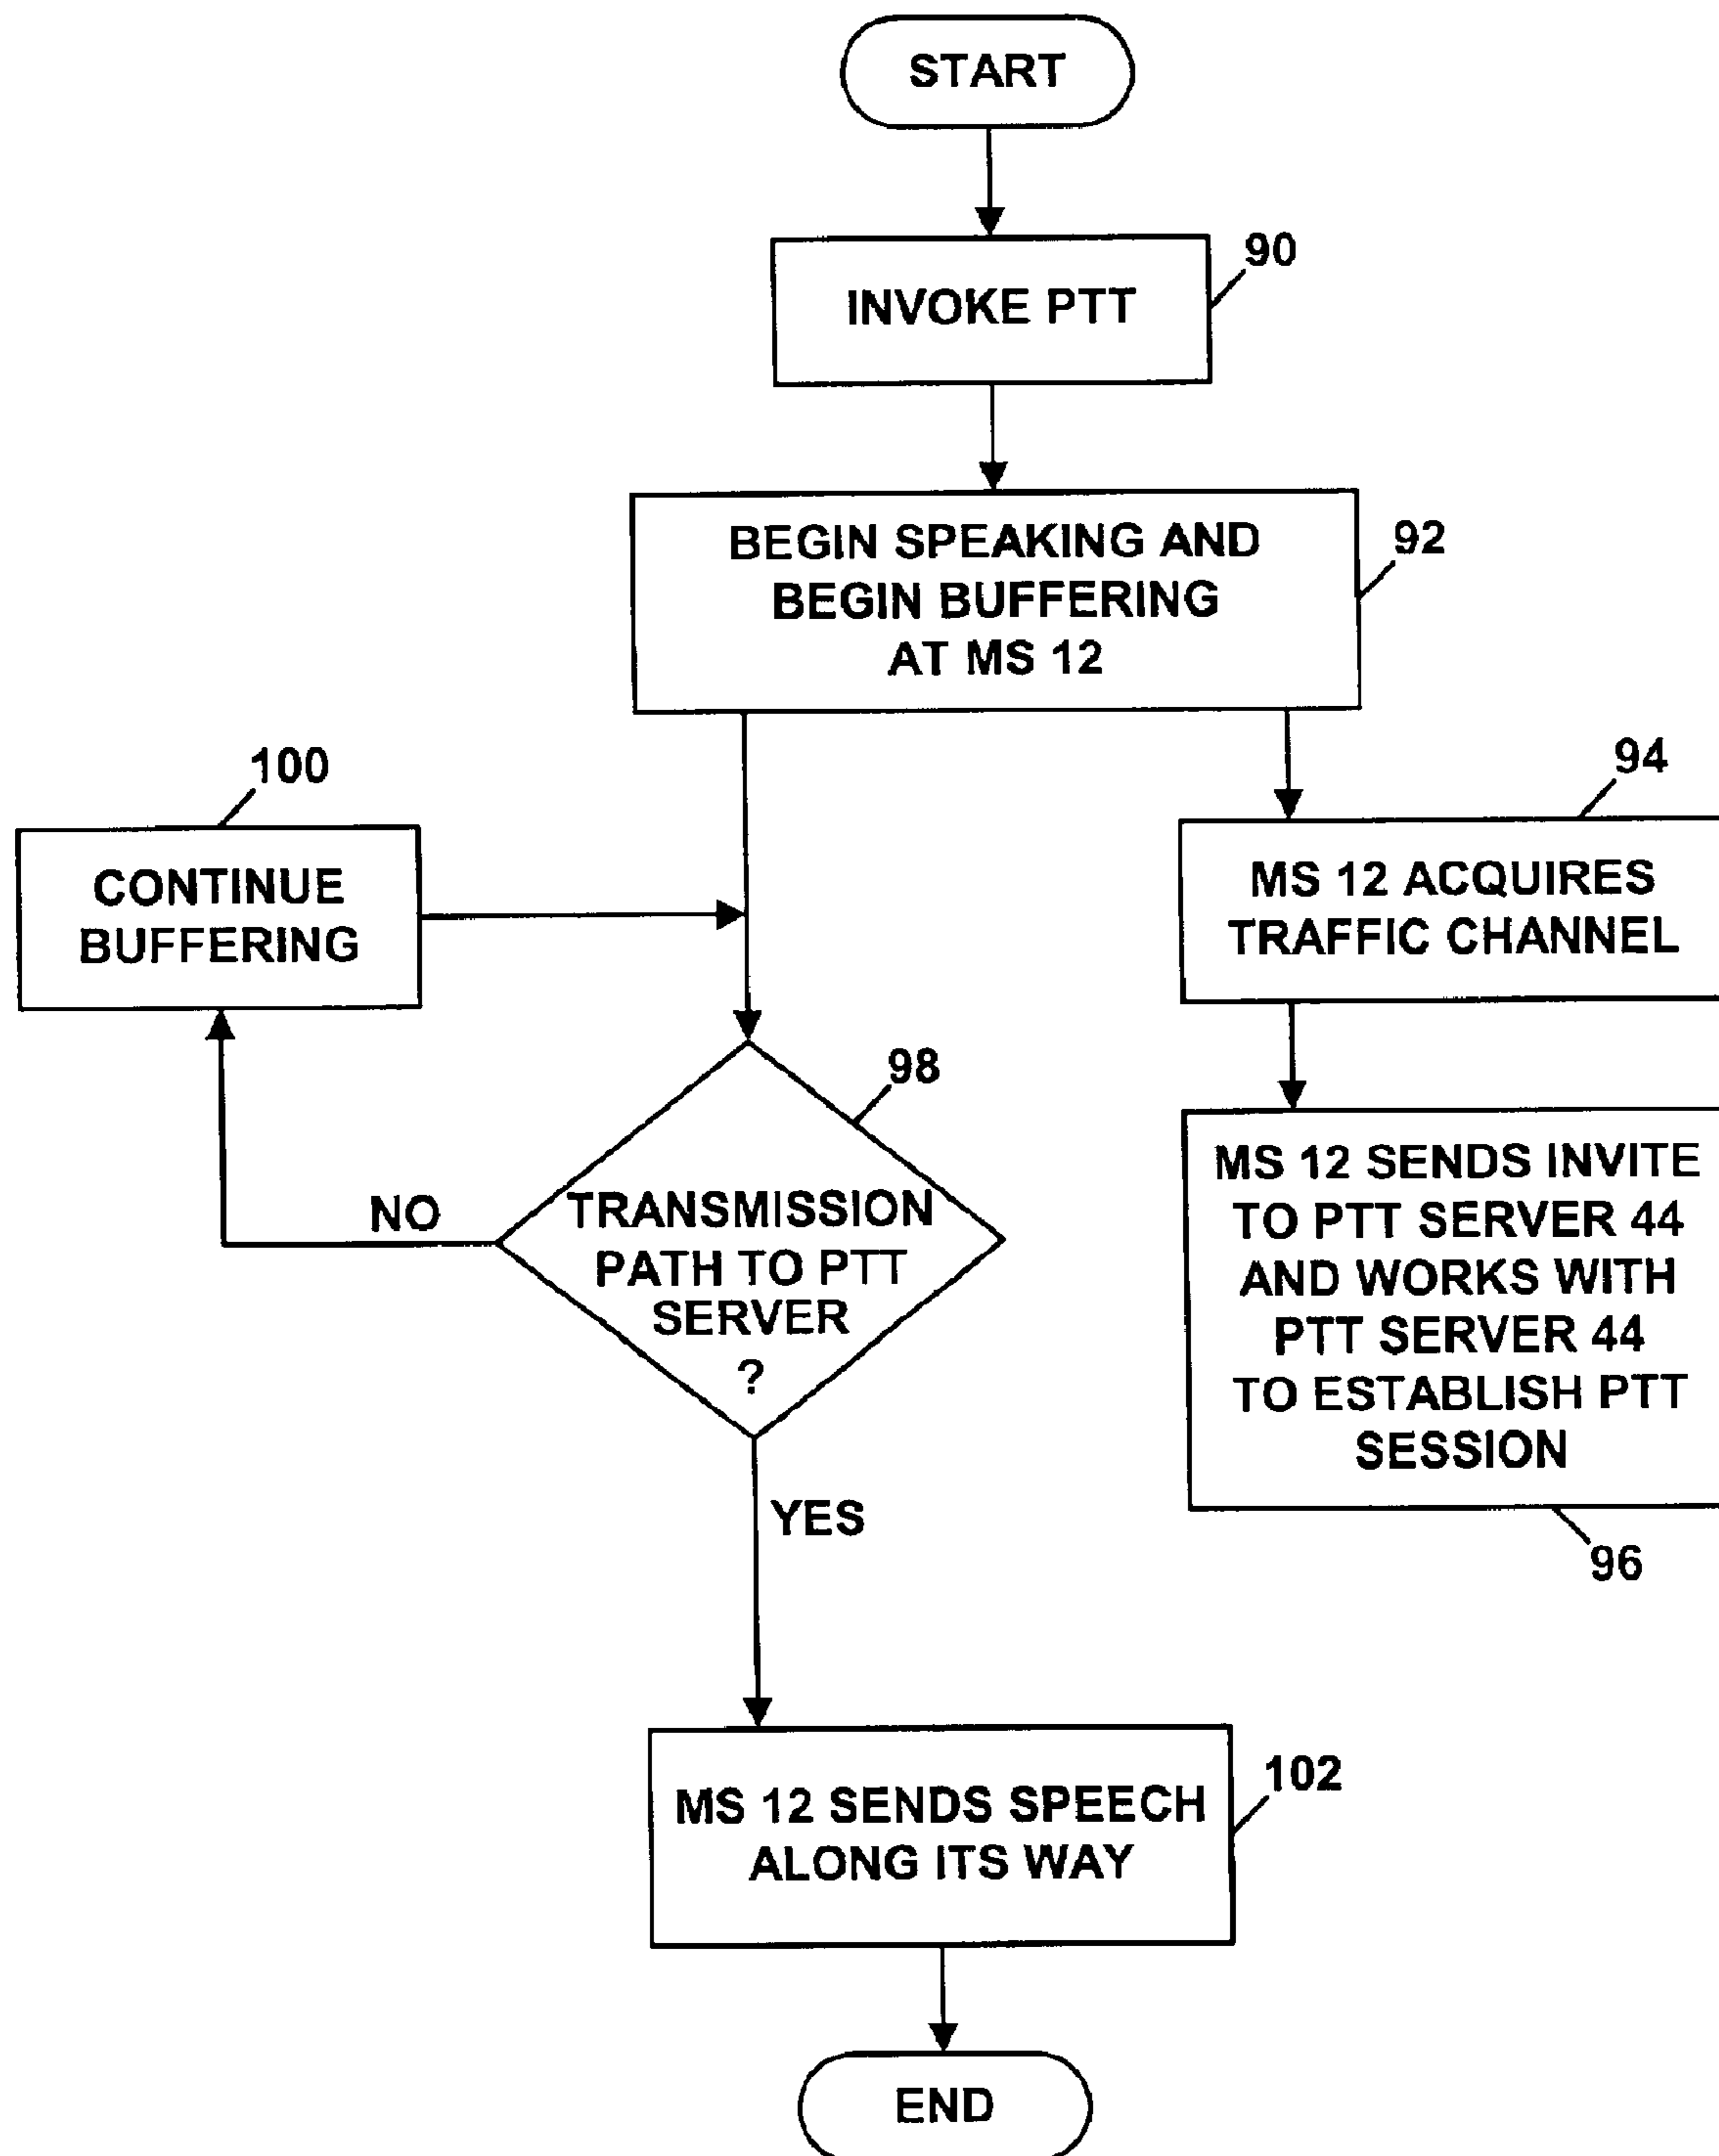 START
90
INVOKE PTT
92
BEGIN SPEAKING AND
BEGIN BUFFERING
AT MS 12
100
CONTINUE
BUFFERING
94
MS 12 ACQUIRES
TRAFFIC CHANNEL
98
TRANSMISSION
PATH TO PTT
SERVER
?
NO
YES
MS 12 SENDS INVITE
TO PTT SERVER 44
AND WORKS WITH
PTT SERVER 44
TO ESTABLISH PTT
SESSION
96
102
MS 12 SENDS SPEECH
ALONG ITS WAY
END